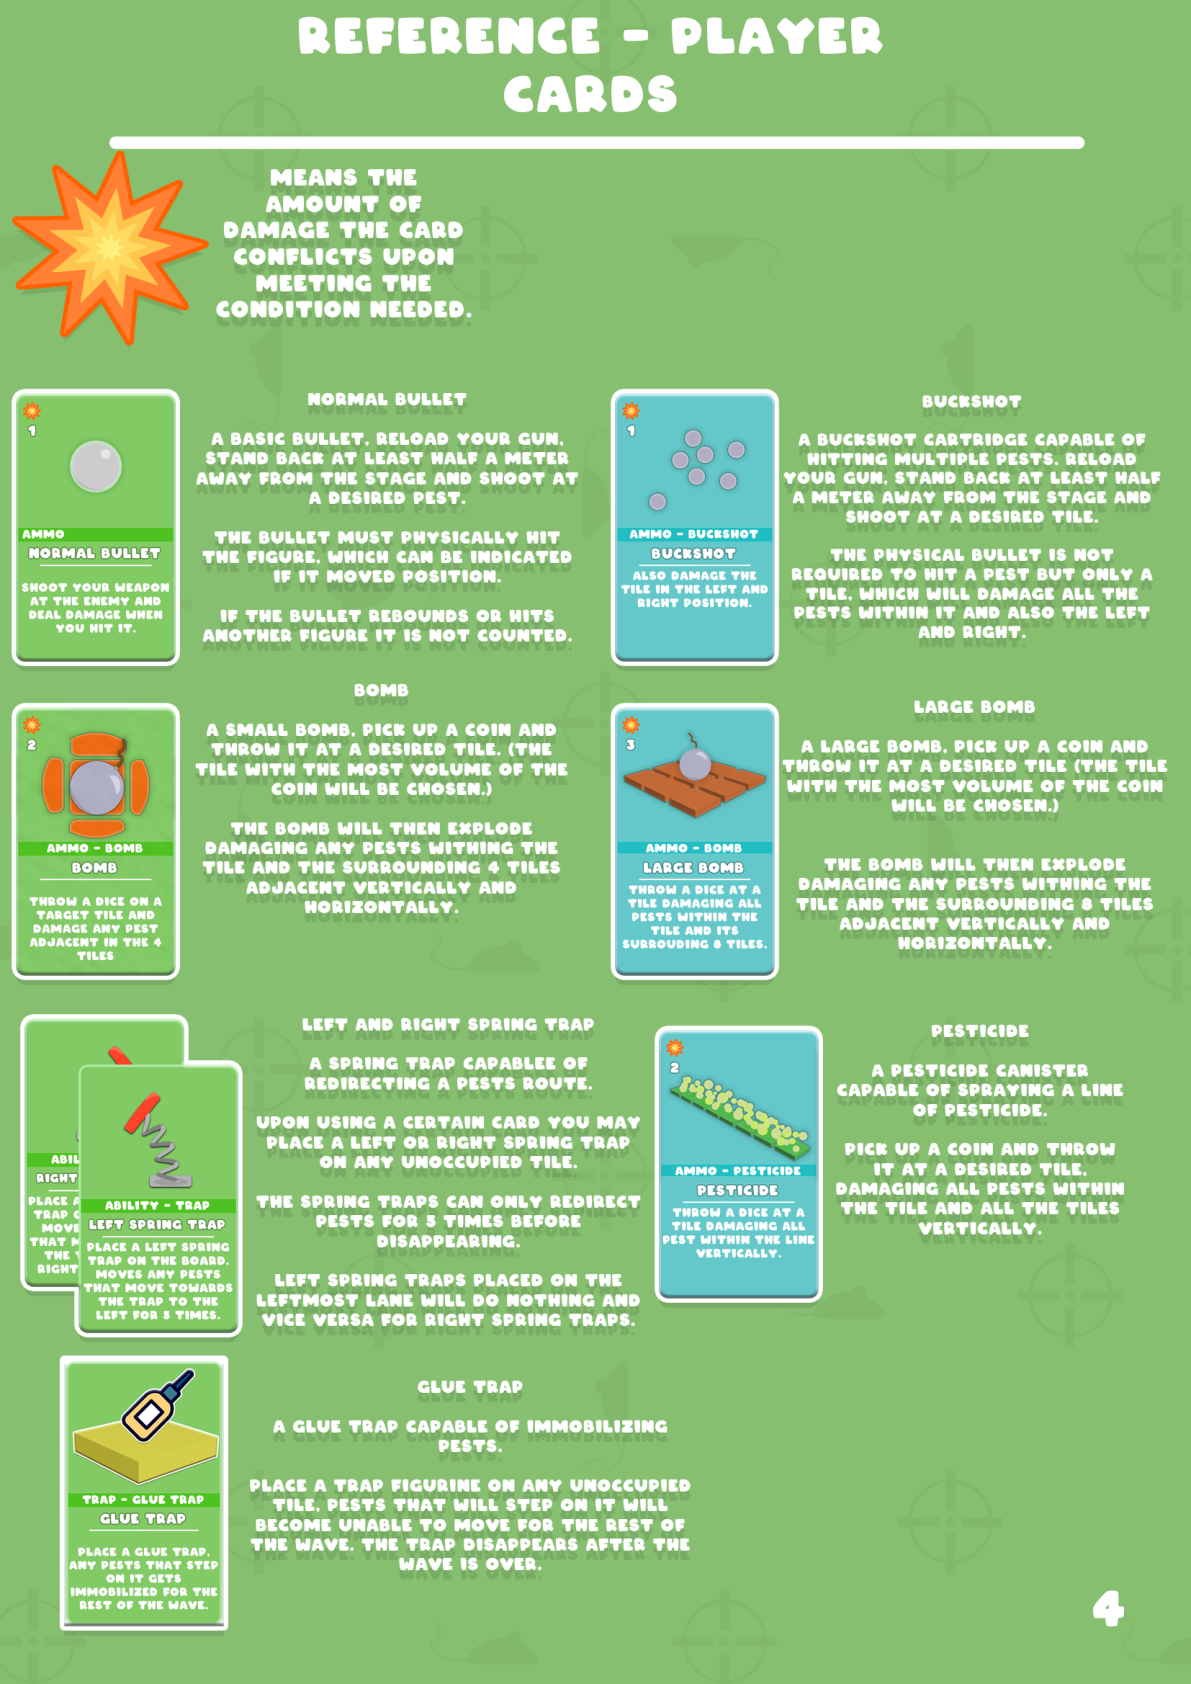 REFERENCE - PLAYER
CARDS
MEANS THE
AMOUNT OF
DAMAGE THE CARD
CONFLICTS UPON
MEETING THE
CONDITION NEEDED.
1
AMMO
NORMAL BULLET
SHOOT YOUR WEAPON
AT THE ENEMY AND
DEAL DAMAGE WHEN
YOU HIT IT.
NORMAL BULLET
A BASIC BULLET, RELOAD YOUR GUN,
STAND BACK AT LEAST HALF A METER
AWAY FROM THE STAGE AND SHOOT AT
A DESIRED PEST.
THE BULLET MUST PHYSICALLY HIT
THE FIGURE, WHICH CAN BE INDICATED
IF IT MOVED POSITION.
IF THE BULLET REBOUNDS OR HITS
ANOTHER FIGURE IT IS NOT COUNTED.
1
AMMO - BUCKSHOT
BUCKSHOT
ALSO DAMAGE THE
TILE IN THE LEFT AND
RIGHT POSITION.
BUCKSHOT
A BUCKSHOT CARTRIDGE CAPABLE OF
HITTING MULTIPLE PESTS. RELOAD
YOUR GUN, STAND BACK AT LEAST HALF
A METER AWAY FROM THE STAGE AND
SHOOT AT A DESIRED TILE.
THE PHYSICAL BULLET IS NOT
REQUIRED TO HIT A PEST BUT ONLY A
TILE, WHICH WILL DAMAGE ALL THE
PESTS WITHIN IT AND ALSO THE LEFT
AND RIGHT.
2
AMMO - BOMB
BOMB
THROW A DICE ON A
TARGET TILE AND
DAMAGE ANY PEST
ADJACENT IN THE 4
TILES
BOMB
A SMALL BOMB, PICK UP A COIN AND
THROW IT AT A DESIRED TILE. (THE
TILE WITH THE MOST VOLUME OF THE
COIN WILL BE CHOSEN.)
THE BOMB WILL THEN EXPLODE
DAMAGING ANY PESTS WITHING THE
TILE AND THE SURROUNDING 4 TILES
ADJACENT VERTICALLY AND
HORIZONTALLY.
3
AMMO - BOMB
LARGE BOMB
THROW A DICE AT A
TILE DAMAGING ALL
PESTS WITHIN THE
TILE AND ITS
SURROUDING 8 TILES.
LARGE BOMB
A LARGE BOMB, PICK UP A COIN AND
THROW IT AT A DESIRED TILE (THE TILE
WITH THE MOST VOLUME OF THE COIN
WILL BE CHOSEN.)
THE BOMB WILL THEN EXPLODE
DAMAGING ANY PESTS WITHING THE
TILE AND THE SURROUNDING 8 TILES
ADJACENT VERTICALLY AND
HORIZONTALLY.
ABIL
RIGHT
PLACE A
TRAP
MOVE
THAT M
THE T
RIGHT
ABILITY - TRAP
LEFT SPRING TRAP
PLACE A LEFT SPRING
TRAP ON THE BOARD.
MOVES ANY PESTS
THAT MOVE TOWARDS
THE TRAP TO THE
LEFT FOR 5 TIMES.
LEFT AND RIGHT SPRING TRAP
A SPRING TRAP CAPABLEE OF
REDIRECTING A PESTS ROUTE.
UPON USING A CERTAIN CARD YOU MAY
PLACE A LEFT OR RIGHT SPRING TRAP
ON ANY UNOCCUPIED TILE.
THE SPRING TRAPS CAN ONLY REDIRECT
PESTS FOR 5 TIMES BEFORE
DISAPPEARING.
LEFT SPRING TRAPS PLACED ON THE
LEFTMOST LANE WILL DO NOTHING AND
VICE VERSA FOR RIGHT SPRING TRAPS.
2
AMMO - PESTICIDE
PESTICIDE
THROW A DICE AT A
TILE DAMAGING ALL
PEST WITHIN THE LINE
VERTICALLY.
PESTICIDE
A PESTICIDE CANISTER
CAPABLE OF SPRAYING A LINE
OF PESTICIDE.
PICK UP A COIN AND THROW
IT AT A DESIRED TILE,
DAMAGING ALL PESTS WITHIN
THE TILE AND ALL THE TILES
VERTICALLY.
TRAP - GLUE TRAP
GLUE TRAP
PLACE A GLUE TRAP,
ANY PESTS THAT STEP
ON IT GETS
IMMOBILIZED FOR THE
REST OF THE WAVE.
GLUE TRAP
A GLUE TRAP CAPABLE OF IMMOBILIZING
PESTS.
PLACE A TRAP FIGURINE ON ANY UNOCCUPIED
TILE, PESTS THAT WILL STEP ON IT WILL
BECOME UNABLE TO MOVE FOR THE REST OF
THE WAVE. THE TRAP DISAPPEARS AFTER THE
WAVE IS OVER.
4